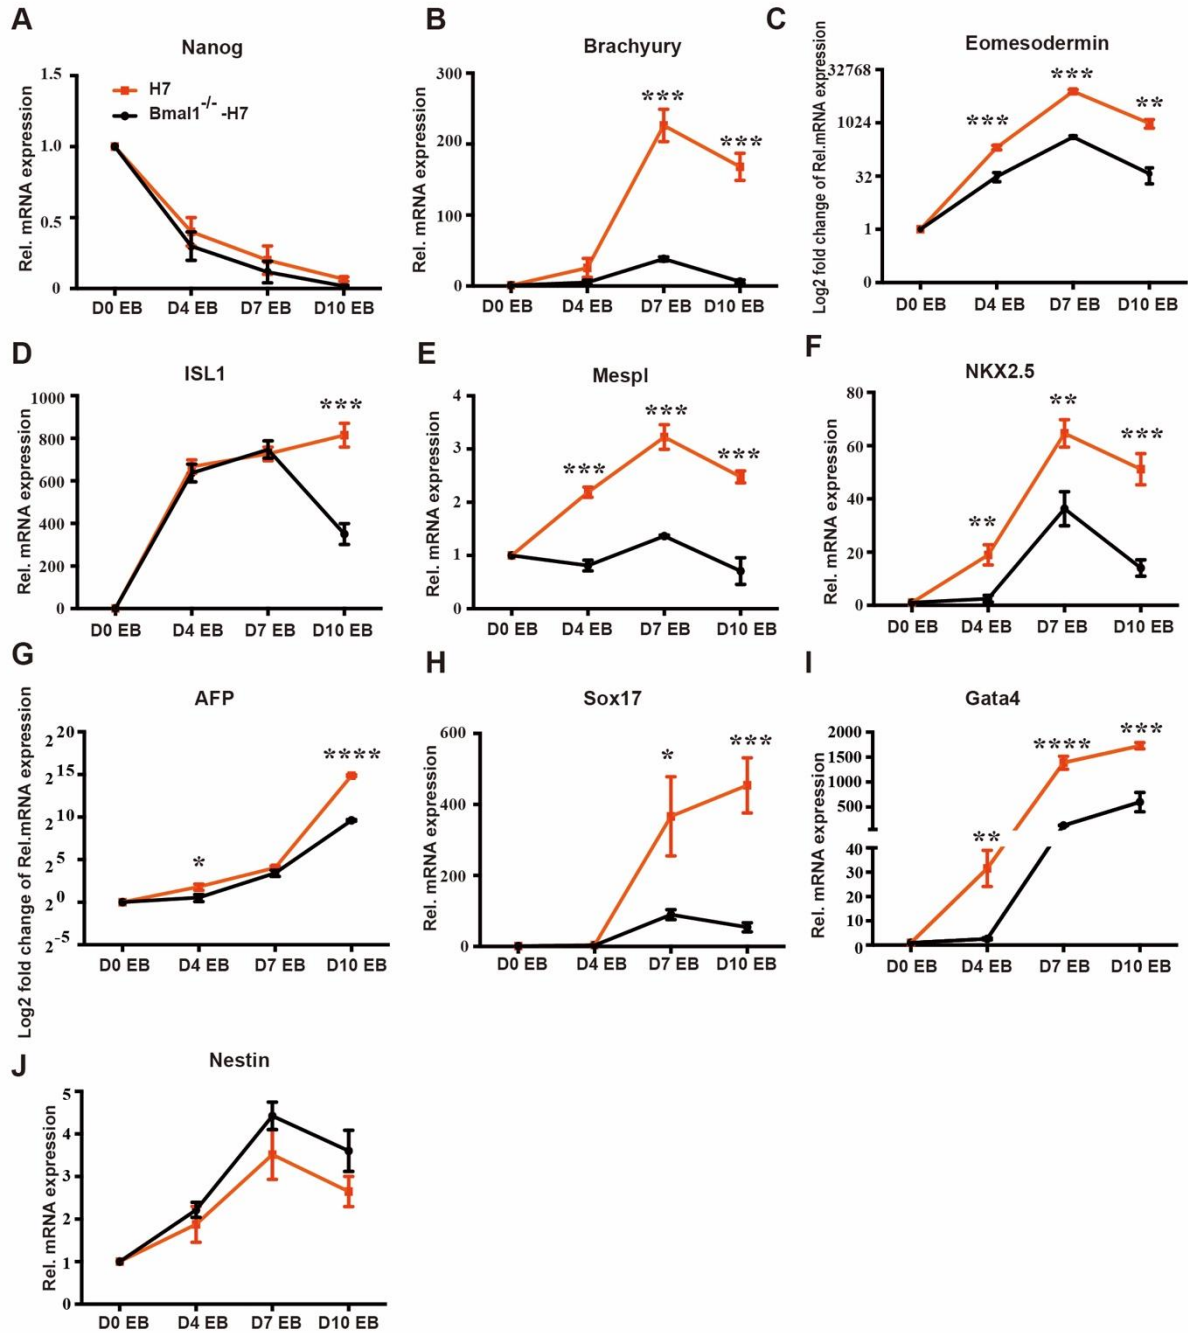 A
Nanog
Rel. mRNA expression
1.5
1.0
0.5
0
H7
Bmal1-/- -H7
D0 EB D4 EB D7 EB D10 EB
B
Brachyury
Rel. mRNA expression
300
200
100
0
***
***
D0 EB D4 EB D7 EB D10 EB
C
Eomesodermin
Log2 fold change of Rel.mRNA expression
32768
1024
32
1
0
***
***
**
D0 EB D4 EB D7 EB D10 EB
D
ISL1
Rel. mRNA expression
1000
800
600
400
200
0
***
D0 EB D4 EB D7 EB D10 EB
E
Mespl
Rel. mRNA expression
4
3
2
1
0
***
***
***
D0 EB D4 EB D7 EB D10 EB
F
NKX2.5
Rel. mRNA expression
80
60
40
20
0
**
**
***
D0 EB D4 EB D7 EB D10 EB
G
AFP
Log2 fold change of Rel.mRNA expression
2 20
2 15
2 10
2 5
2 0
2 -5
*
****
D0 EB D4 EB D7 EB D10 EB
H
Sox17
Rel. mRNA expression
600
400
200
0
*
***
D0 EB D4 EB D7 EB D10 EB
I
Gata4
Rel. mRNA expression
2000
1500
1000
500
40
30
20
10
0
**
****
***
D0 EB D4 EB D7 EB D10 EB
J
Nestin
Rel. mRNA expression
5
4
3
2
1
0
D0 EB D4 EB D7 EB D10 EB